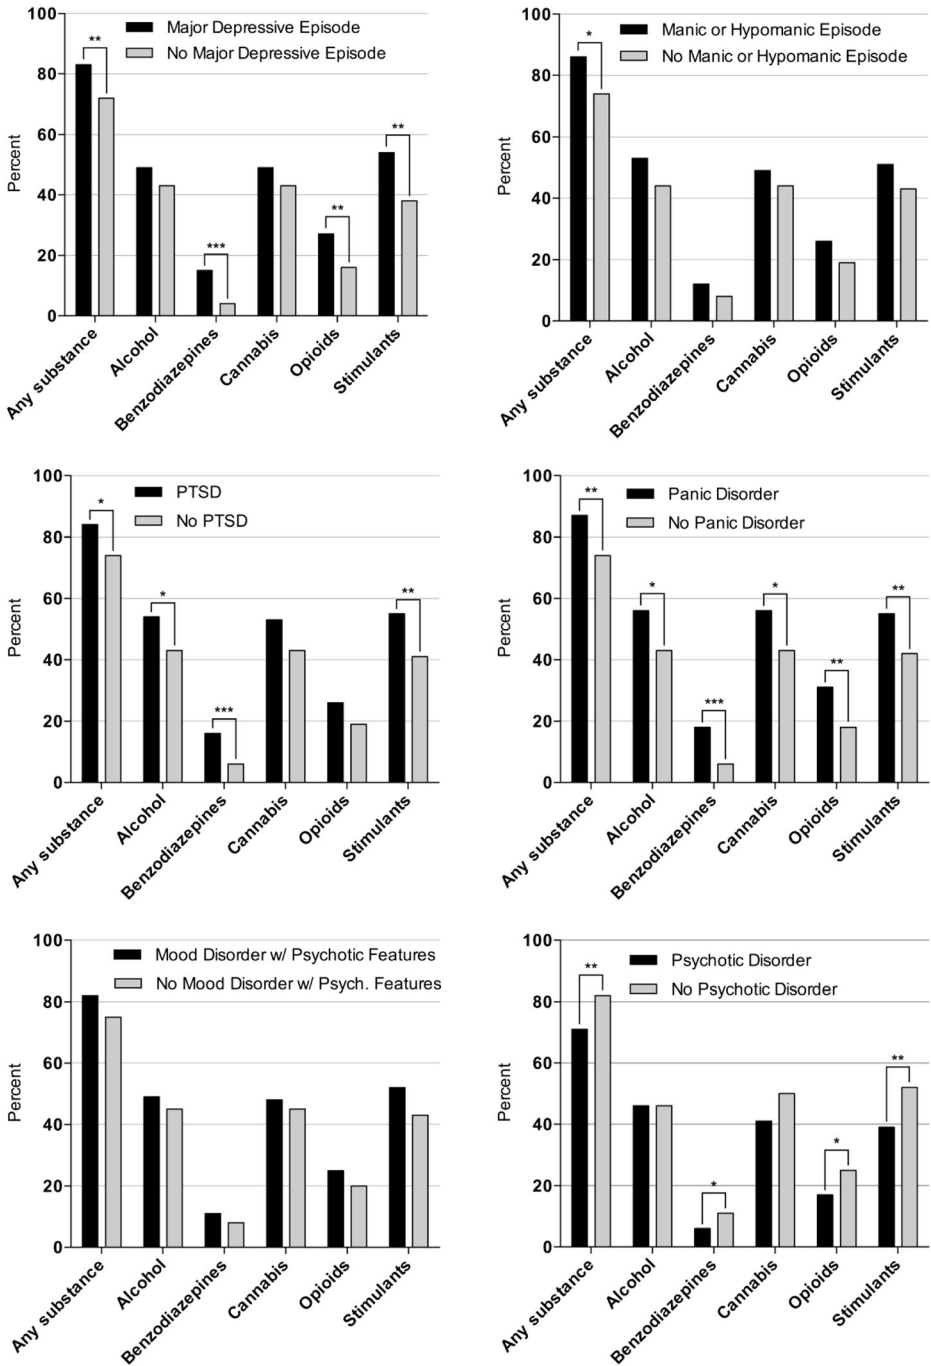 Major Depressive Episode
No Major Depressive Episode
Percent
100
80
60
40
20
0
**
***
**
**
Any substance
Alcohol
Benzodiazepines
Cannabis
Opioids
Stimulants
Manic or Hypomanic Episode
No Manic or Hypomanic Episode
Percent
100
80
60
40
20
0
*
Any substance
Alcohol
Benzodiazepines
Cannabis
Opioids
Stimulants
PTSD
No PTSD
Percent
100
80
60
40
20
0
*
*
***
**
Any substance
Alcohol
Benzodiazepines
Cannabis
Opioids
Stimulants
Panic Disorder
No Panic Disorder
Percent
100
80
60
40
20
0
**
*
***
*
**
**
Any substance
Alcohol
Benzodiazepines
Cannabis
Opioids
Stimulants
Mood Disorder w/ Psychotic Features
No Mood Disorder w/ Psych. Features
Percent
100
80
60
40
20
0
Any substance
Alcohol
Benzodiazepines
Cannabis
Opioids
Stimulants
Psychotic Disorder
No Psychotic Disorder
Percent
100
80
60
40
20
0
**
*
*
**
Any substance
Alcohol
Benzodiazepines
Cannabis
Opioids
Stimulants